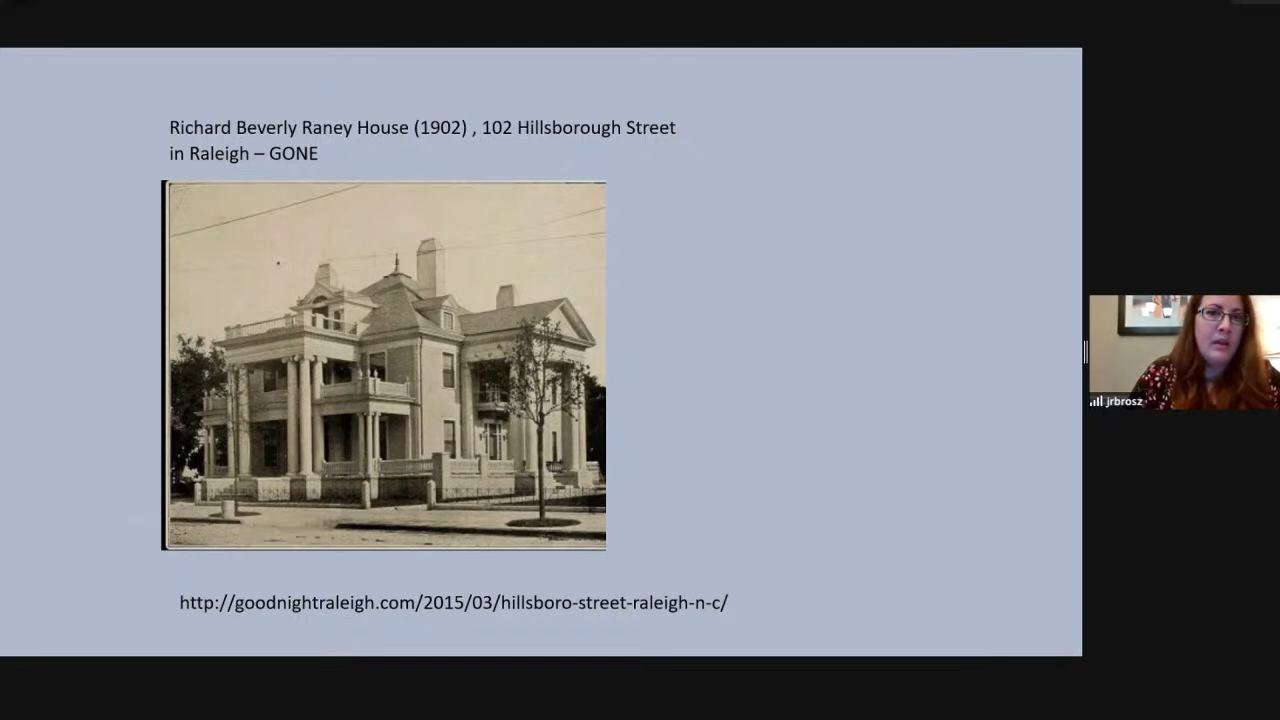 Richard Beverly Raney House (1902) , 102 Hillsborough Street
in Raleigh – GONE
http://goodnightraleigh.com/2015/03/hillsboro-street-raleigh-n-c/
jrbrosz